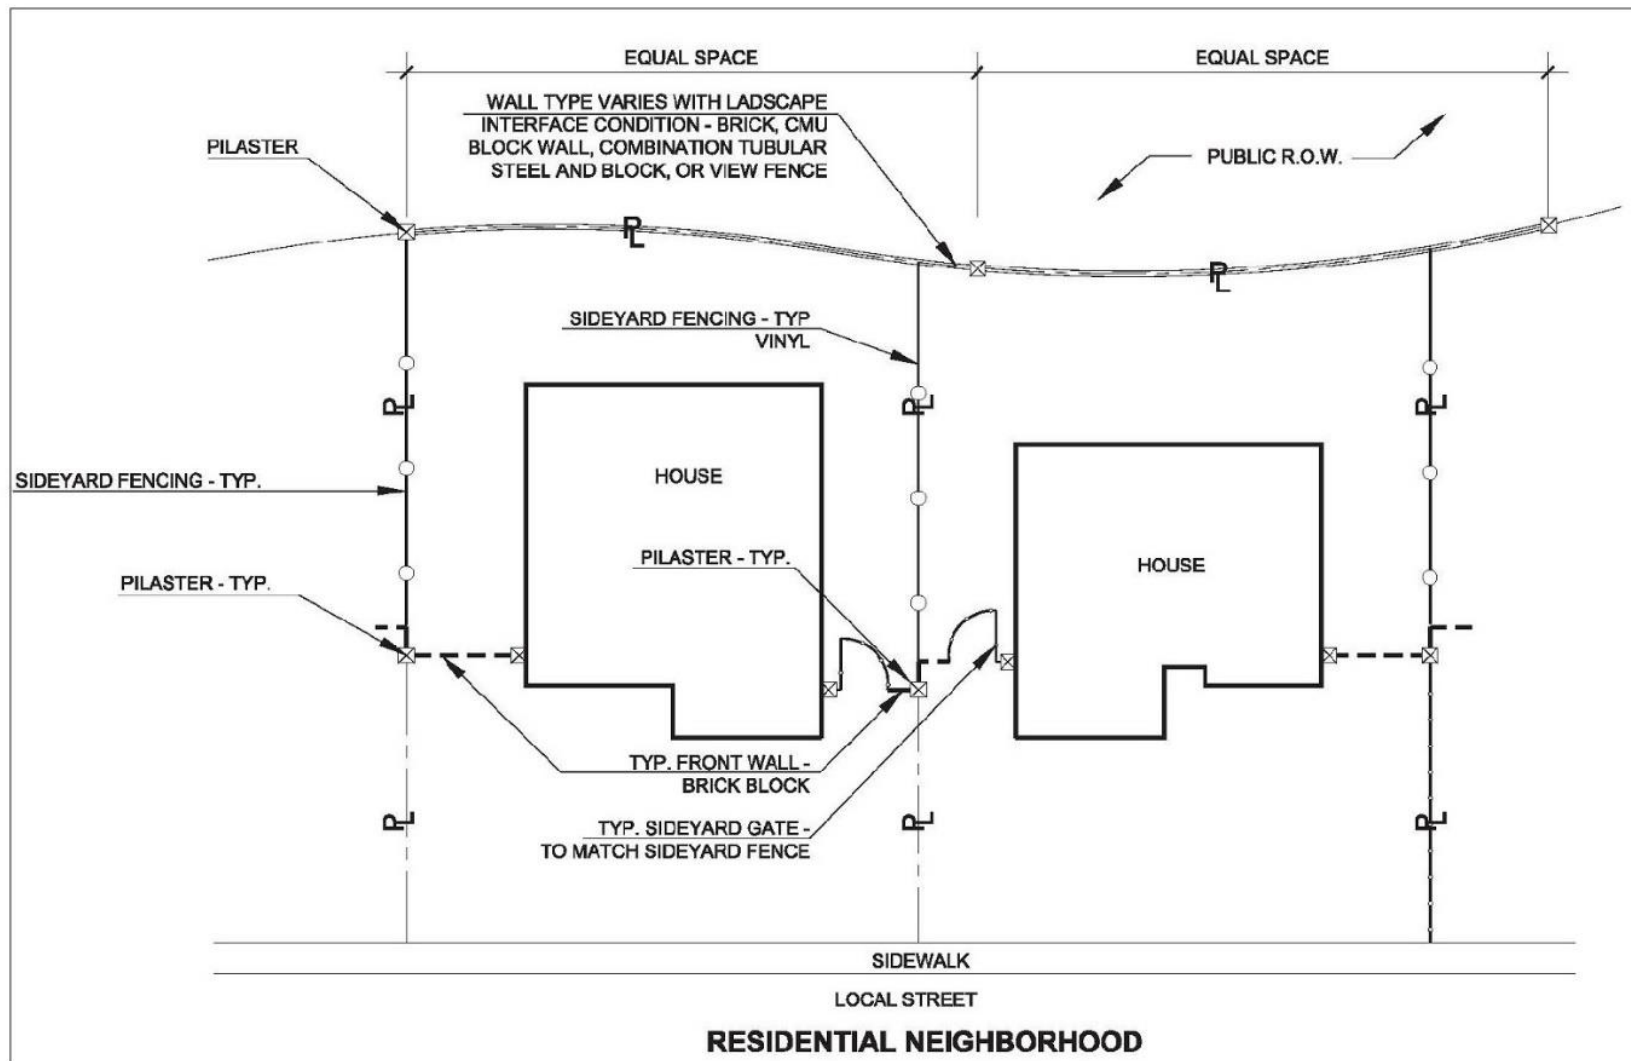 EQUAL SPACE
EQUAL SPACE
WALL TYPE VARIES WITH LADSCAPE
INTERFACE CONDITION - BRICK, CMU
BLOCK WALL, COMBINATION TUBULAR
STEEL AND BLOCK, OR VIEW FENCE
PILASTER
PUBLIC R.O.W.
PL
PL
SIDEYARD FENCING - TYP
VINYL
PL
PL
PL
HOUSE
SIDEYARD FENCING - TYP.
PILASTER - TYP.
HOUSE
PILASTER - TYP.
TYP. FRONT WALL -
BRICK BLOCK
PL
PL
PL
TYP. SIDEYARD GATE -
TO MATCH SIDEYARD FENCE
SIDEWALK
LOCAL STREET
RESIDENTIAL NEIGHBORHOOD